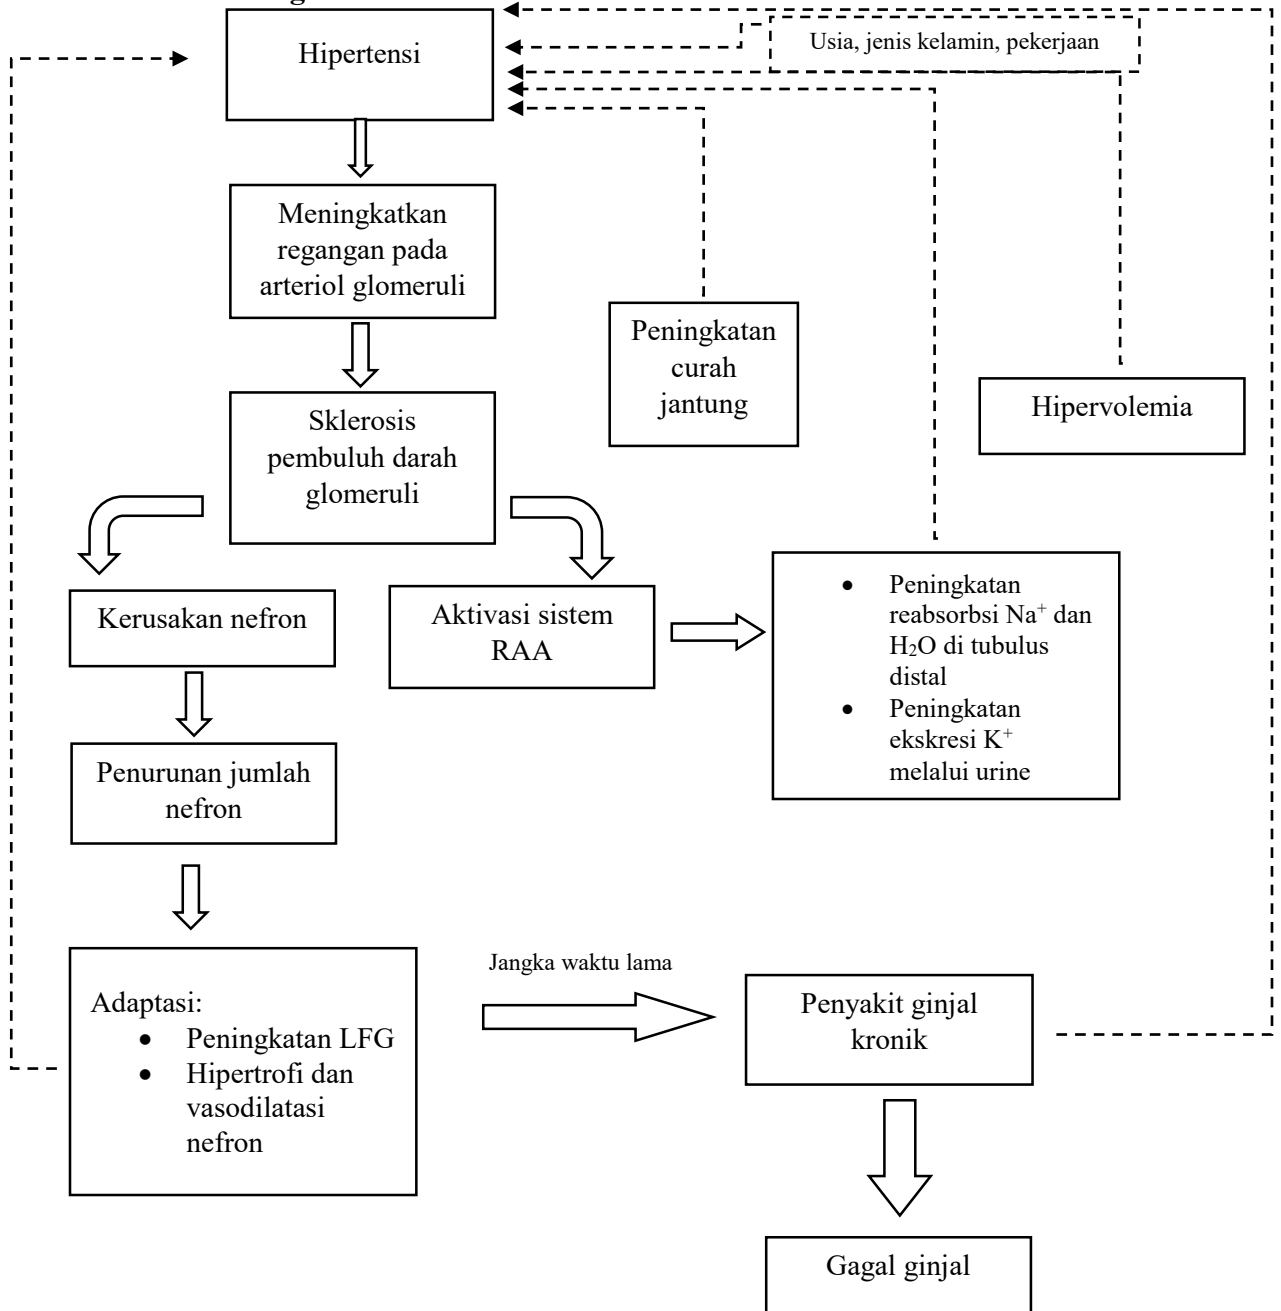 Hipertensi
Usia, jenis kelamin, pekerjaan
Meningkatkan
regangan pada
arteriol glomeruli
Peningkatan
curah
jantung
Hipervolemia
Sklerosis
pembuluh darah
glomeruli
Kerusakan nefron
Aktivasi sistem
RAA
• Peningkatan
reabsorbsi Na⁺ dan
H₂O di tubulus
distal
• Peningkatan
ekskresi K⁺
melalui urine
Penurunan jumlah
nefron
Adaptasi:
• Peningkatan LFG
• Hipertrofi dan
vasodilatasi
nefron
Jangka waktu lama
Penyakit ginjal
kronik
Gagal ginjal